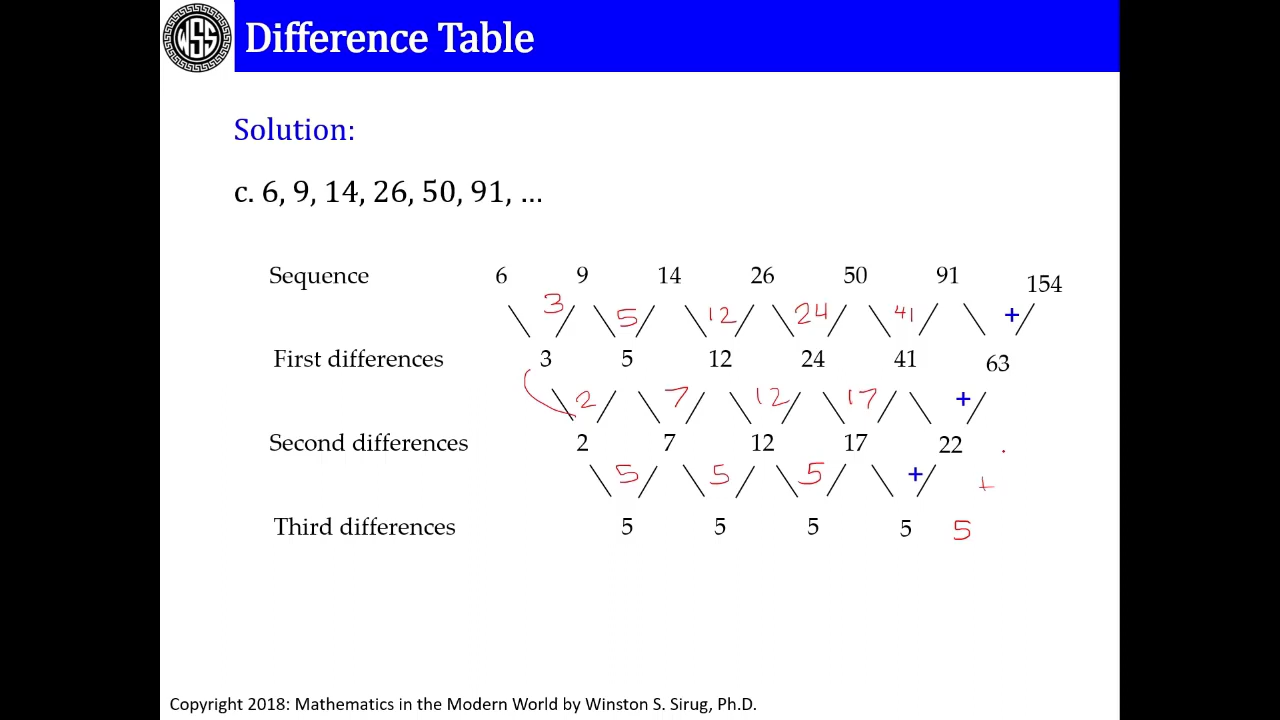 WSS
Difference Table
Solution:
c. 6, 9, 14, 26, 50, 91, ...
Sequence 6 9 14 26 50 91 154
3 5 12 24 41 +
First differences 3 5 12 24 41 63
2 7 12 17 +
Second differences 2 7 12 17 22
5 5 5 + +
Third differences 5 5 5 5 5
Copyright 2018: Mathematics in the Modern World by Winston S. Sirug, Ph.D.